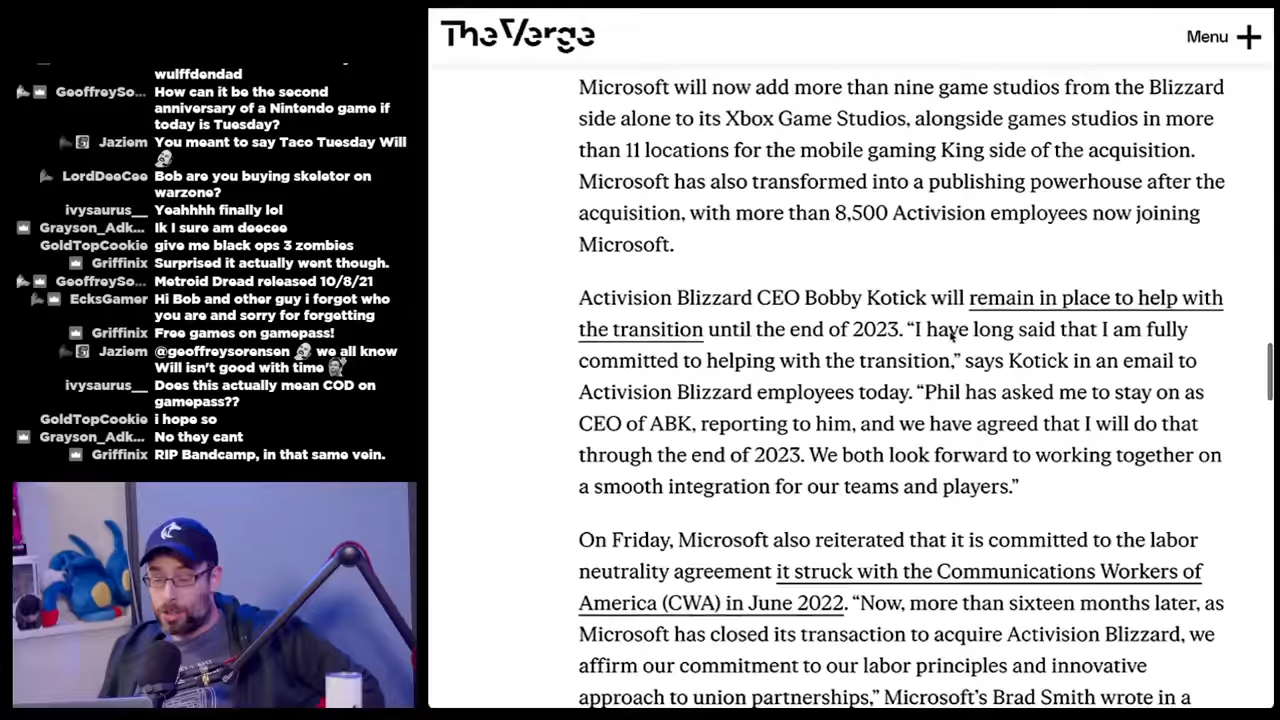 wulffdendad
GeoffreySo... How can it be the second
anniversary of a Nintendo game if
today is Tuesday?
Jaziem You meant to say Taco Tuesday Will
LordDeeCee Bob are you buying skeletor on
warzone?
ivysaurus__ Yeahhhh finally lol
Grayson_Adk... Ik I sure am deecee
GoldTopCookie give me black ops 3 zombies
Griffinix Surprised it actually went though.
GeoffreySo... Metroid Dread released 10/8/21
EcksGamer Hi Bob and other guy i forgot who
you are and sorry for forgetting
Griffinix Free games on gamepass!
Jaziem @geoffreysorensen we all know
Will isn't good with time
ivysaurus__ Does this actually mean COD on
gamepass??
GoldTopCookie i hope so
Grayson_Adk... No they cant
Griffinix RIP Bandcamp, in that same vein.
The Verge
Menu
Microsoft will now add more than nine game studios from the Blizzard
side alone to its Xbox Game Studios, alongside games studios in more
than 11 locations for the mobile gaming King side of the acquisition.
Microsoft has also transformed into a publishing powerhouse after the
acquisition, with more than 8,500 Activision employees now joining
Microsoft.
Activision Blizzard CEO Bobby Kotick will remain in place to help with
the transition until the end of 2023. “I have long said that I am fully
committed to helping with the transition,” says Kotick in an email to
Activision Blizzard employees today. “Phil has asked me to stay on as
CEO of ABK, reporting to him, and we have agreed that I will do that
through the end of 2023. We both look forward to working together on
a smooth integration for our teams and players.”
On Friday, Microsoft also reiterated that it is committed to the labor
neutrality agreement it struck with the Communications Workers of
America (CWA) in June 2022. “Now, more than sixteen months later, as
Microsoft has closed its transaction to acquire Activision Blizzard, we
affirm our commitment to our labor principles and innovative
approach to union partnerships,” Microsoft’s Brad Smith wrote in a